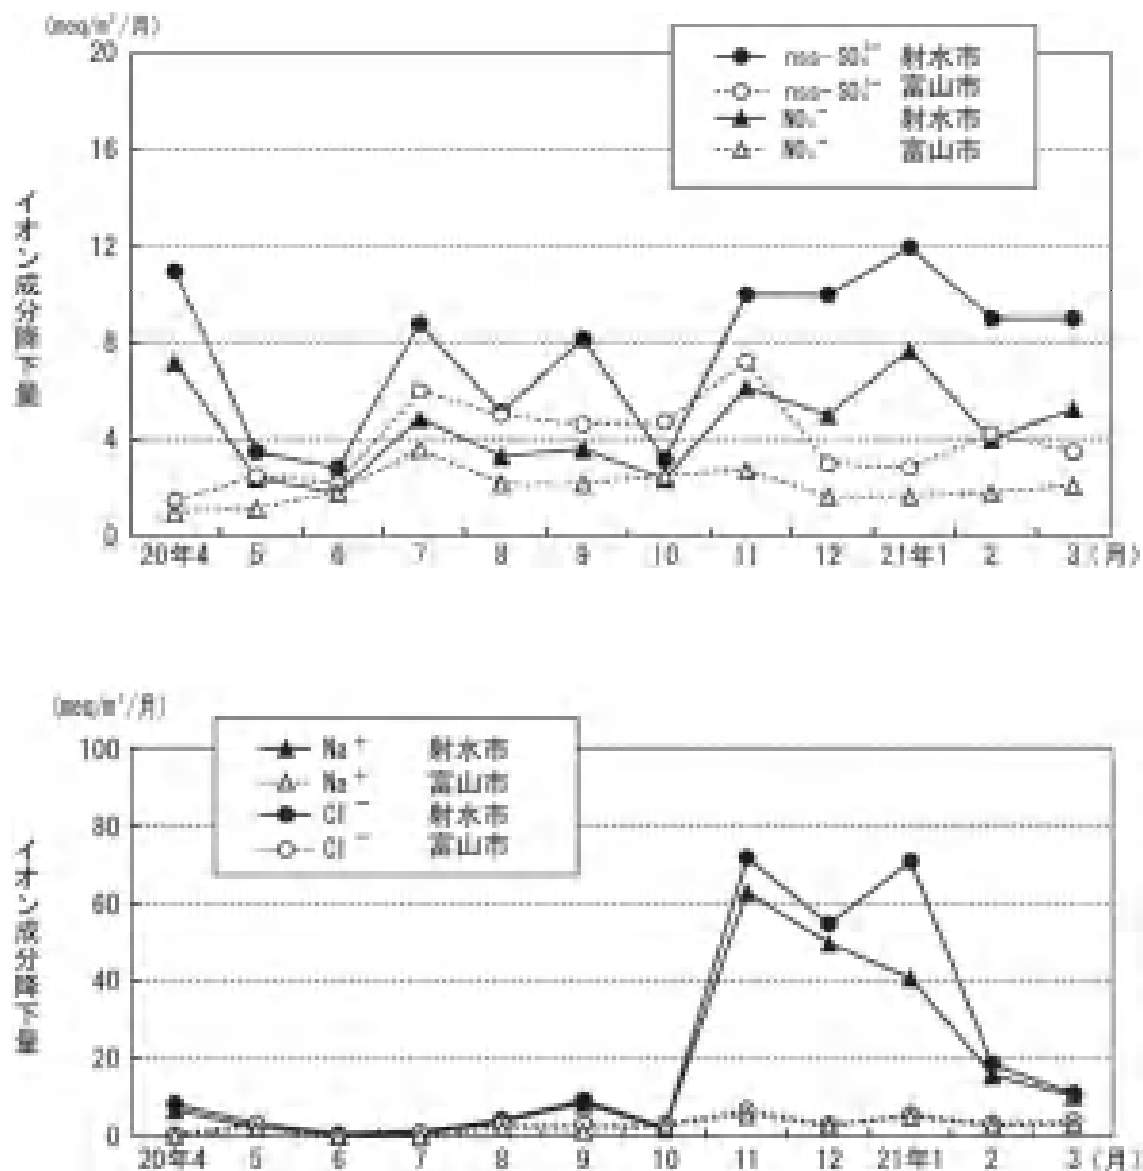 (meq/m²/月)
20
16
12
8
4
0
nss-SO₄²⁻ 射水市
nss-SO₄²⁻ 富山市
NO₃⁻ 射水市
NO₃⁻ 富山市
イオン成分降下量
20年4 5 6 7 8 9 10 11 12 21年1 2 3(月)
(meq/m²/月)
100
80
60
40
20
0
Na⁺ 射水市
Na⁺ 富山市
Cl⁻ 射水市
Cl⁻ 富山市
イオン成分降下量
20年4 5 6 7 8 9 10 11 12 21年1 2 3(月)